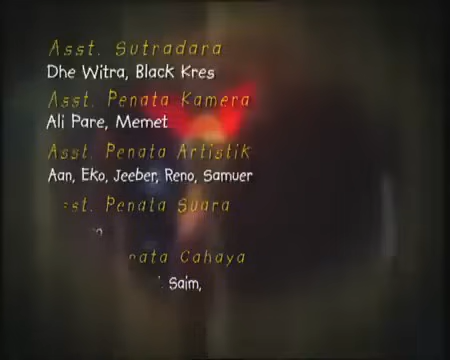 Asst. Sutradara
Dhe Witra, Black Kres
Asst. Penata Kamera
Ali Pare, Memet
Asst. Penata Artistik
Aan, Eko, Jeeber, Reno, Samuer
Penata Suara
Cahaya
Saim,